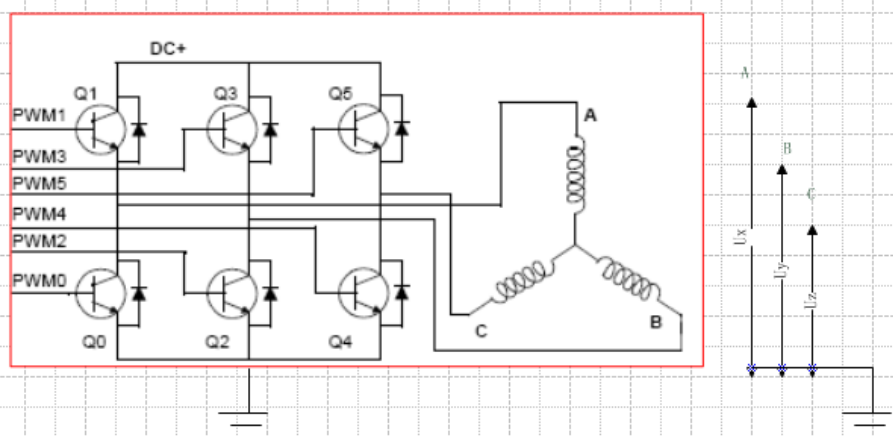 DC+
Q1
Q3
Q5
PWM1
PWM3
PWM5
PWM4
PWM2
PWM0
Q0
Q2
Q4
A
C
B
A
B
C
Ux
Uy
Uz